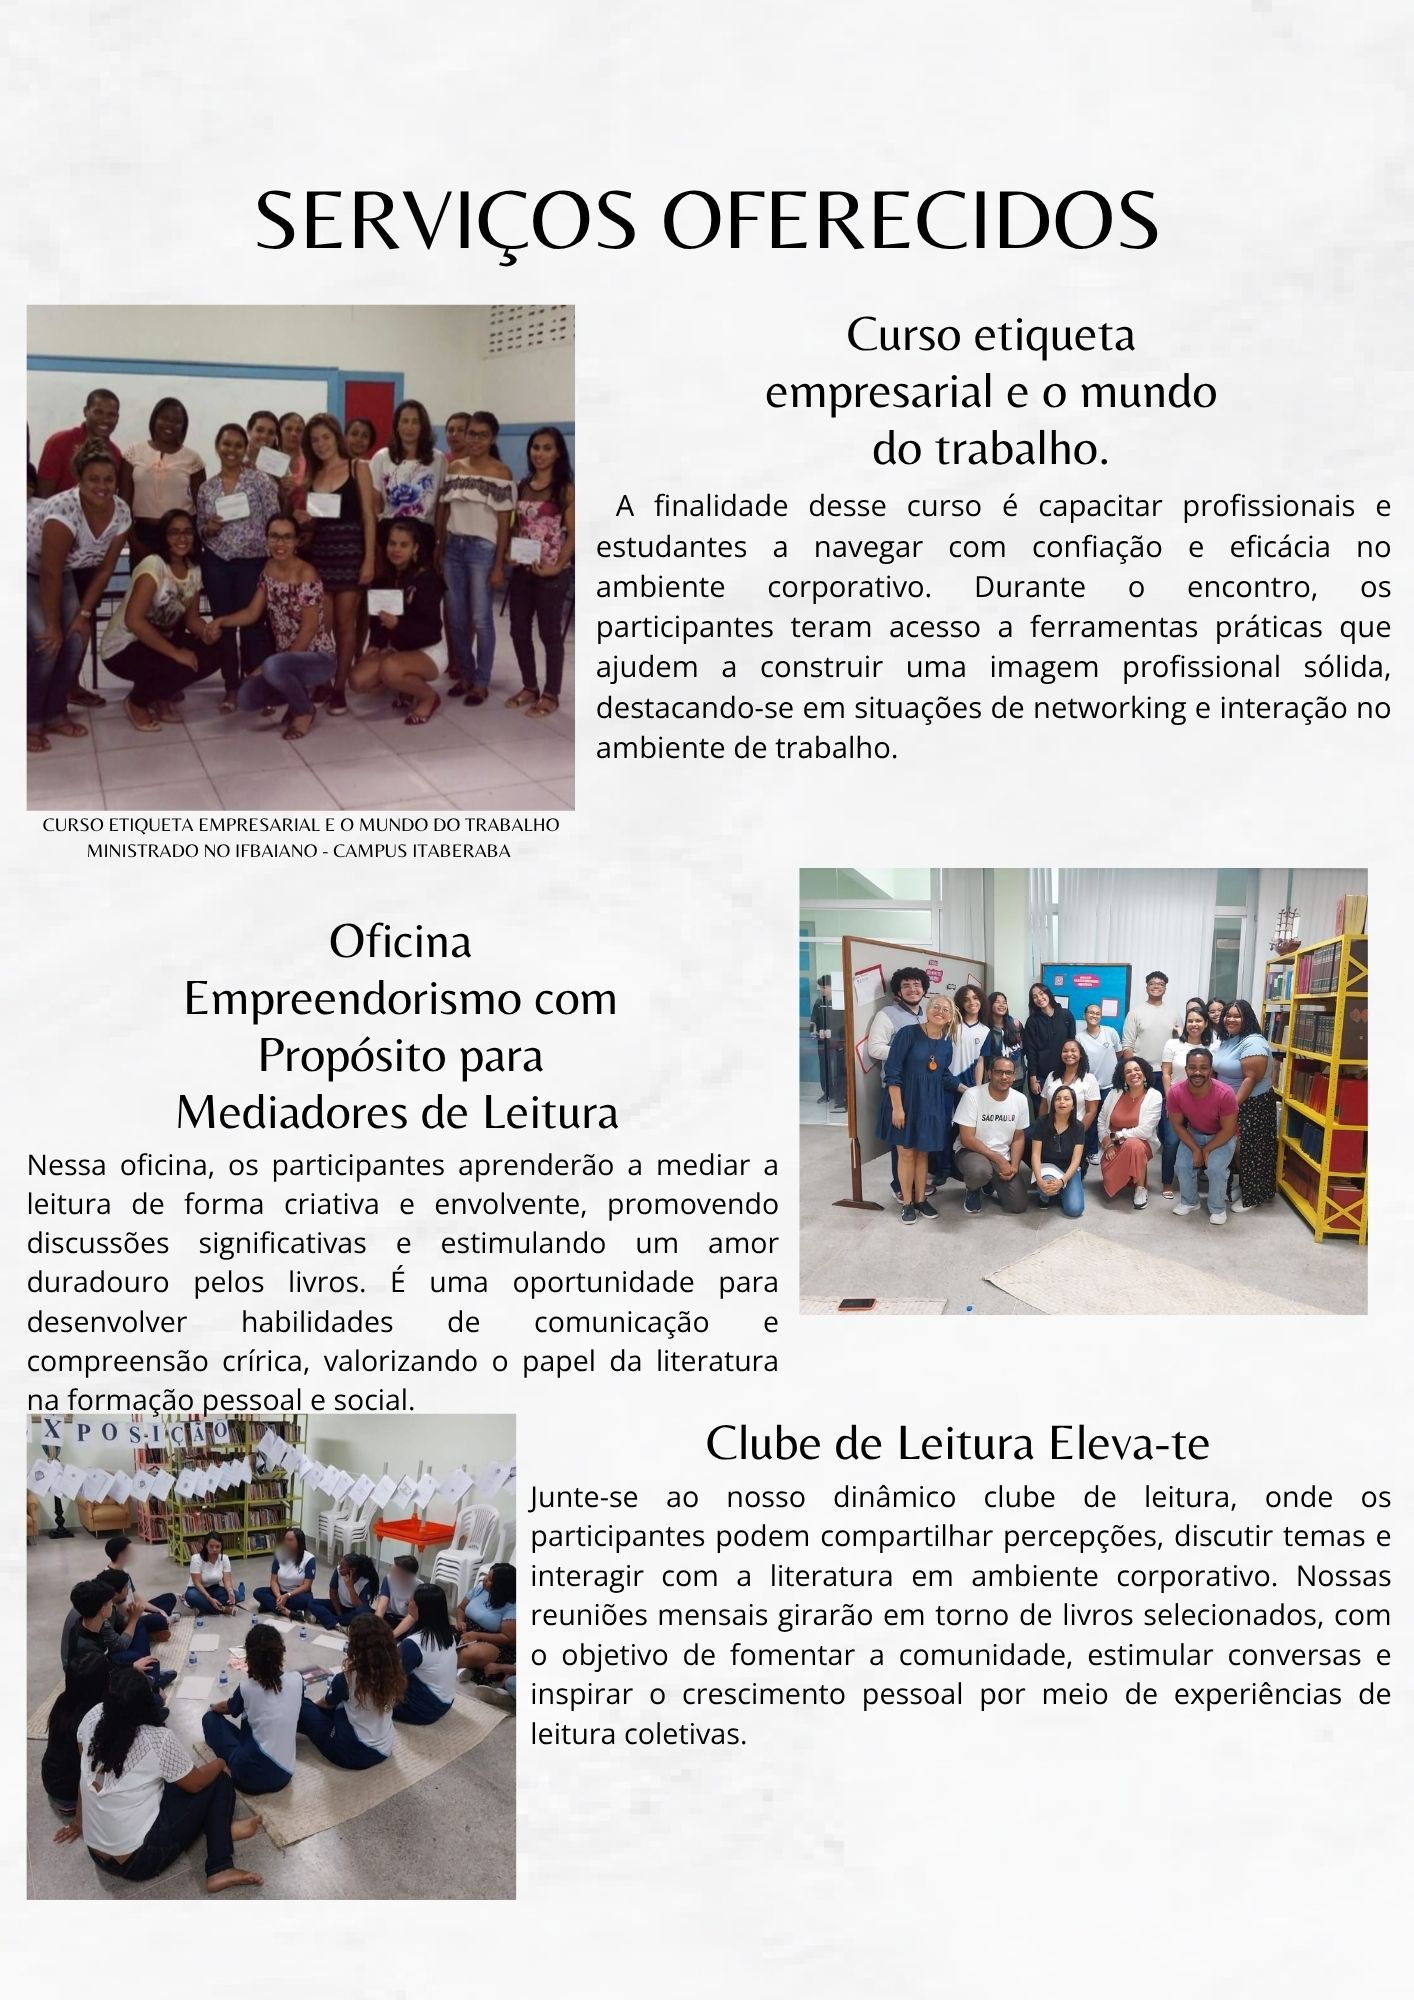 SERVIÇOS OFERECIDOS
Curso etiqueta
empresarial e o mundo
do trabalho.
A finalidade desse curso é capacitar profissionais e
estudantes a navegar com confiação e eficácia no
ambiente corporativo. Durante o encontro, os
participantes teram acesso a ferramentas práticas que
ajudem a construir uma imagem profissional sólida,
destacando-se em situações de networking e interação no
ambiente de trabalho.
CURSO ETIQUETA EMPRESARIAL E O MUNDO DO TRABALHO
MINISTRADO NO IFBAIANO - CAMPUS ITABERABA
Oficina
Empreendorismo com
Propósito para
Mediadores de Leitura
Nessa oficina, os participantes aprenderão a mediar a
leitura de forma criativa e envolvente, promovendo
discussões significativas e estimulando um amor
duradouro pelos livros. É uma oportunidade para
desenvolver habilidades de comunicação e
compreensão crírica, valorizando o papel da literatura
na formação pessoal e social.
SÃO PAULO
XPOSIÇÃO
Clube de Leitura Eleva-te
Junte-se ao nosso dinâmico clube de leitura, onde os
participantes podem compartilhar percepções, discutir temas e
interagir com a literatura em ambiente corporativo. Nossas
reuniões mensais girarão em torno de livros selecionados, com
o objetivo de fomentar a comunidade, estimular conversas e
inspirar o crescimento pessoal por meio de experiências de
leitura coletivas.